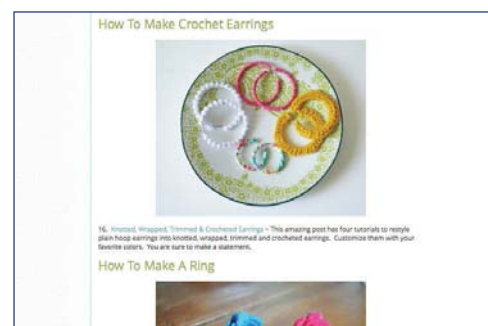 How To Make Crochet Earrings
16. Knotted, Wrapped, Trimmed & Crocheted Earrings – This amazing post has four tutorials to restyle
plain hoop earrings into knotted, wrapped, trimmed and crocheted earrings. Customize them with your
favorite colors. You are sure to make a statement.
How To Make A Ring